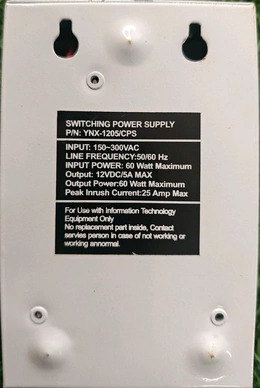 SWITCHING POWER SUPPLY
P/N: YNX-1205/CPS
INPUT: 150~300VAC
LINE FREQUENCY:50/60 Hz
INPUT POWER: 60 Watt Maximum
Output: 12VDC/5A MAX
Output Power:60 Watt Maximum
Peak Inrush Current:25 Amp Max
For Use with Information Technology
Equipment Only
No replacement part inside, Contact
servies person in case of not working or
working annormal.